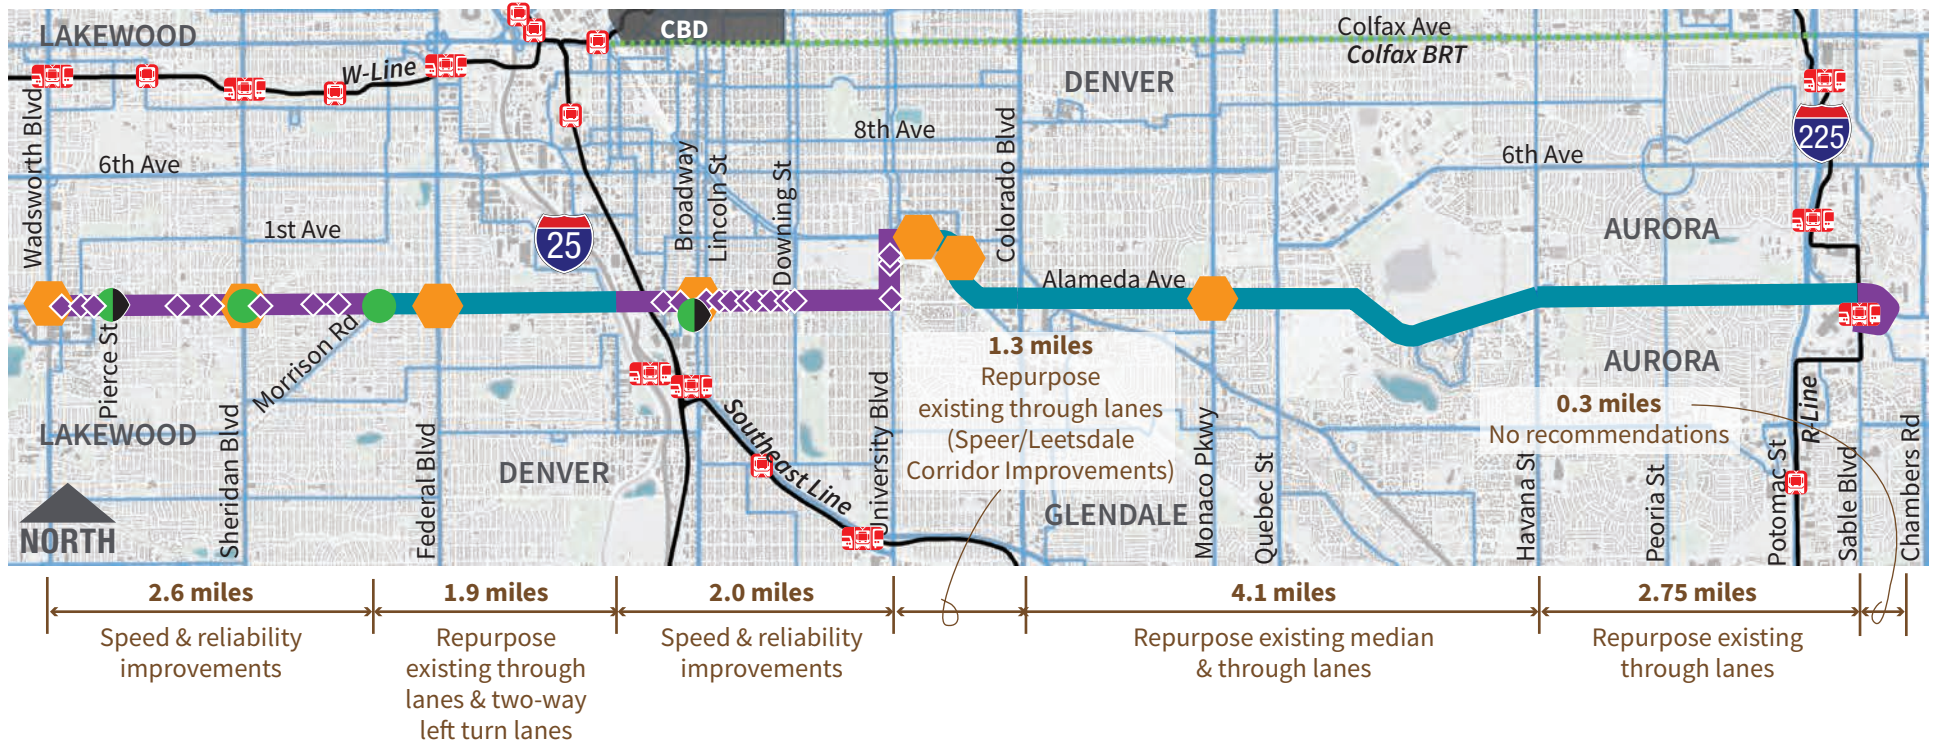 LAKEWOOD
CBD
Colfax Ave
Colfax BRT
W-Line
DENVER
Wadsworth Blvd
8th Ave
Colorado Blvd
225
6th Ave
6th Ave
Broadway
Lincoln St
Downing St
1st Ave
AURORA
25
Alameda Ave
Pierce St
Morrison Rd
1.3 miles
Repurpose
existing through lanes
(Speer/Leetsdale
Corridor Improvements)
AURORA
0.3 miles
No recommendations
LAKEWOOD
Sheridan Blvd
Federal Blvd
DENVER
Southeast Line
University Blvd
GLENDALE
Monaco Pkwy
Quebec St
Havana St
Peoria St
Potomac St
R-Line
Sable Blvd
Chambers Rd
NORTH
2.6 miles
Speed & reliability
improvements
1.9 miles
Repurpose
existing through
lanes & two-way
left turn lanes
2.0 miles
Speed & reliability
improvements
4.1 miles
Repurpose existing median
& through lanes
2.75 miles
Repurpose existing
through lanes